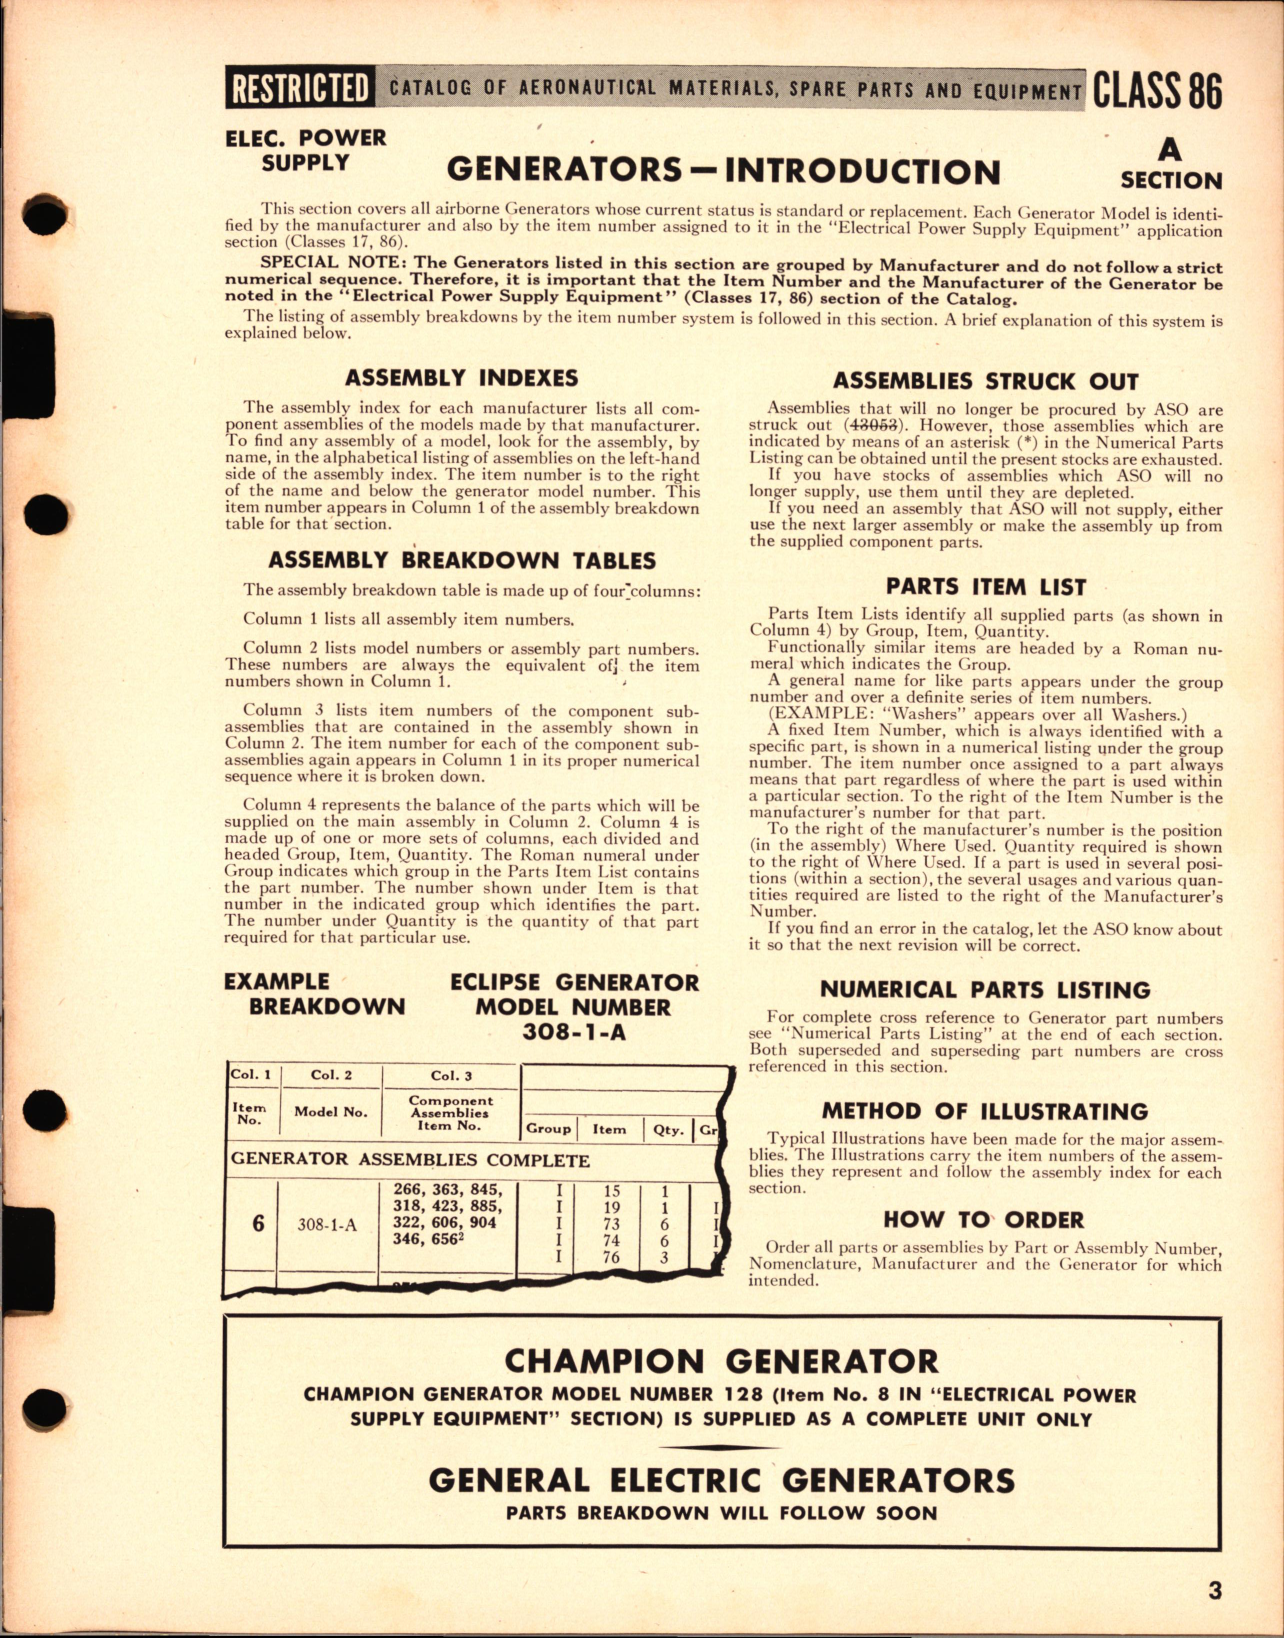 RESTRICTED CATALOG OF AERONAUTICAL MATERIALS, SPARE PARTS AND EQUIPMENT CLASS 86
ELEC. POWER
SUPPLY
GENERATORS—INTRODUCTION
A
SECTION
This section covers all airborne Generators whose current status is standard or replacement. Each Generator Model is identi-
fied by the manufacturer and also by the item number assigned to it in the "Electrical Power Supply Equipment" application
section (Classes 17, 86).
SPECIAL NOTE: The Generators listed in this section are grouped by Manufacturer and do not follow a strict
numerical sequence. Therefore, it is important that the Item Number and the Manufacturer of the Generator be
noted in the "Electrical Power Supply Equipment" (Classes 17, 86) section of the Catalog.
The listing of assembly breakdowns by the item number system is followed in this section. A brief explanation of this system is
explained below.
ASSEMBLY INDEXES
The assembly index for each manufacturer lists all com-
ponent assemblies of the models made by that manufacturer.
To find any assembly of a model, look for the assembly, by
name, in the alphabetical listing of assemblies on the left-hand
side of the assembly index. The item number is to the right
of the name and below the generator model number. This
item number appears in Column 1 of the assembly breakdown
table for that section.
ASSEMBLY BREAKDOWN TABLES
The assembly breakdown table is made up of four columns:
Column 1 lists all assembly item numbers.
Column 2 lists model numbers or assembly part numbers.
These numbers are always the equivalent of the item
numbers shown in Column 1.
Column 3 lists item numbers of the component sub-
assemblies that are contained in the assembly shown in
Column 2. The item number for each of the component sub-
assemblies again appears in Column 1 in its proper numerical
sequence where it is broken down.
Column 4 represents the balance of the parts which will be
supplied on the main assembly in Column 2. Column 4 is
made up of one or more sets of columns, each divided and
headed Group, Item, Quantity. The Roman numeral under
Group indicates which group in the Parts Item List contains
the part number. The number shown under Item is that
number in the indicated group which identifies the part.
The number under Quantity is the quantity of that part
required for that particular use.
EXAMPLE
BREAKDOWN
ECLIPSE GENERATOR
MODEL NUMBER
308-1-A
Col. 1 Col. 2 Col. 3
Item No. Model No. Component Assemblies Item No. Group Item Qty. Gr
GENERATOR ASSEMBLIES COMPLETE
266, 363, 845, I 15 1
318, 423, 885, I 19 1 I
6 308-1-A 322, 606, 904 I 73 6 I
346, 656² I 74 6 I
I 76 3
ASSEMBLIES STRUCK OUT
Assemblies that will no longer be procured by ASO are
struck out (43053). However, those assemblies which are
indicated by means of an asterisk (*) in the Numerical Parts
Listing can be obtained until the present stocks are exhausted.
If you have stocks of assemblies which ASO will no
longer supply, use them until they are depleted.
If you need an assembly that ASO will not supply, either
use the next larger assembly or make the assembly up from
the supplied component parts.
PARTS ITEM LIST
Parts Item Lists identify all supplied parts (as shown in
Column 4) by Group, Item, Quantity.
Functionally similar items are headed by a Roman nu-
meral which indicates the Group.
A general name for like parts appears under the group
number and over a definite series of item numbers.
(EXAMPLE: "Washers" appears over all Washers.)
A fixed Item Number, which is always identified with a
specific part, is shown in a numerical listing under the group
number. The item number once assigned to a part always
means that part regardless of where the part is used within
a particular section. To the right of the Item Number is the
manufacturer's number for that part.
To the right of the manufacturer's number is the position
(in the assembly) Where Used. Quantity required is shown
to the right of Where Used. If a part is used in several posi-
tions (within a section), the several usages and various quan-
tities required are listed to the right of the Manufacturer's
Number.
If you find an error in the catalog, let the ASO know about
it so that the next revision will be correct.
NUMERICAL PARTS LISTING
For complete cross reference to Generator part numbers
see "Numerical Parts Listing" at the end of each section.
Both superseded and superseding part numbers are cross
referenced in this section.
METHOD OF ILLUSTRATING
Typical Illustrations have been made for the major assem-
blies. The Illustrations carry the item numbers of the assem-
blies they represent and follow the assembly index for each
section.
HOW TO ORDER
Order all parts or assemblies by Part or Assembly Number,
Nomenclature, Manufacturer and the Generator for which
intended.
CHAMPION GENERATOR
CHAMPION GENERATOR MODEL NUMBER 128 (Item No. 8 IN "ELECTRICAL POWER
SUPPLY EQUIPMENT" SECTION) IS SUPPLIED AS A COMPLETE UNIT ONLY
GENERAL ELECTRIC GENERATORS
PARTS BREAKDOWN WILL FOLLOW SOON
3